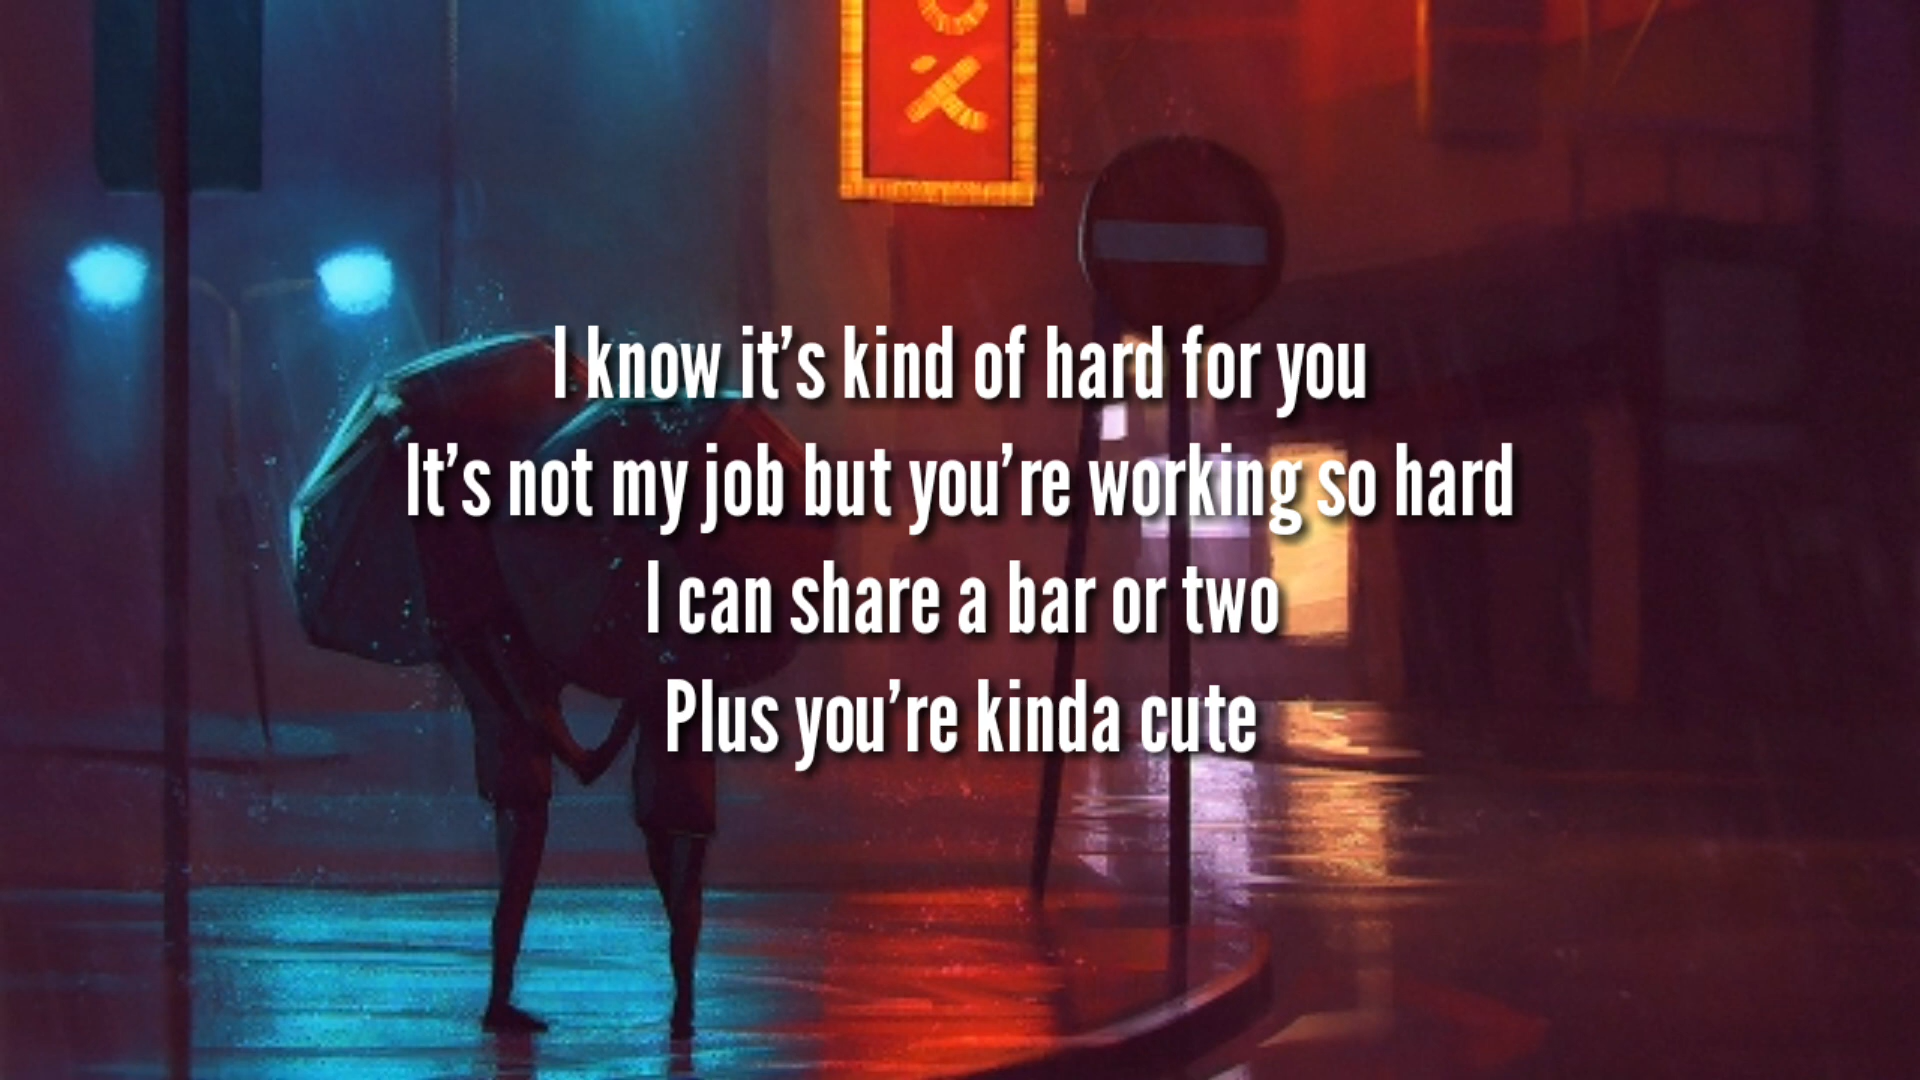 I know it’s kind of hard for you
It’s not my job but you’re working so hard
I can share a bar or two
Plus you’re kinda cute